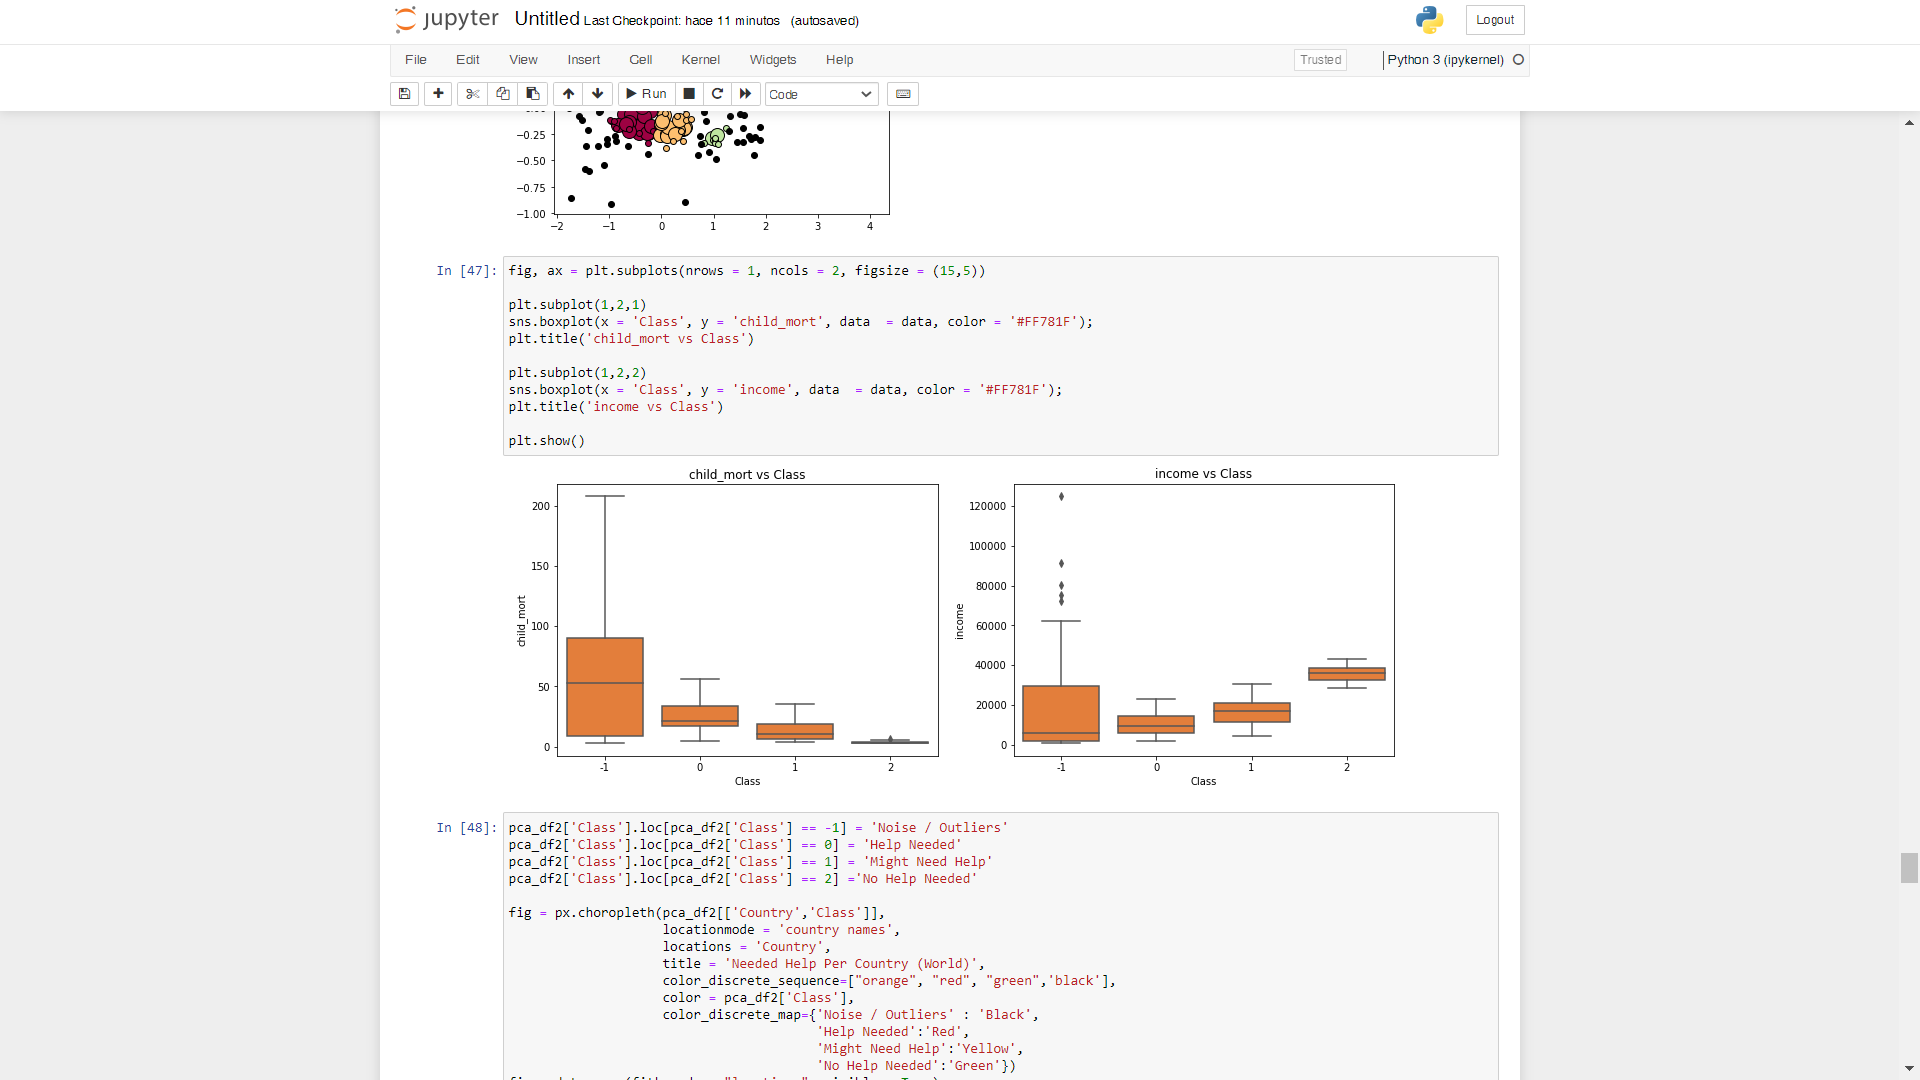 jupyter Untitled Last Checkpoint: hace 11 minutos (autosaved)
Logout
File Edit View Insert Cell Kernel Widgets Help
Trusted
Python 3 (ipykernel)
Run
Code
−0.25
−0.50
−0.75
−1.00
−2 −1 0 1 2 3 4
In [47]:
fig, ax = plt.subplots(nrows = 1, ncols = 2, figsize = (15,5))
plt.subplot(1,2,1)
sns.boxplot(x = 'Class', y = 'child_mort', data  = data, color = '#FF781F');
plt.title('child_mort vs Class')
plt.subplot(1,2,2)
sns.boxplot(x = 'Class', y = 'income', data  = data, color = '#FF781F');
plt.title('income vs Class')
plt.show()
child_mort vs Class
200
150
100
50
0
child_mort
-1 0 1 2
Class
income vs Class
120000
100000
80000
60000
40000
20000
0
income
-1 0 1 2
Class
In [48]:
pca_df2['Class'].loc[pca_df2['Class'] == -1] = 'Noise / Outliers'
pca_df2['Class'].loc[pca_df2['Class'] == 0] = 'Help Needed'
pca_df2['Class'].loc[pca_df2['Class'] == 1] = 'Might Need Help'
pca_df2['Class'].loc[pca_df2['Class'] == 2] ='No Help Needed'
fig = px.choropleth(pca_df2[['Country','Class']],
locationmode = 'country names',
locations = 'Country',
title = 'Needed Help Per Country (World)',
color_discrete_sequence=["orange", "red", "green",'black'],
color = pca_df2['Class'],
color_discrete_map={'Noise / Outliers' : 'Black',
'Help Needed':'Red',
'Might Need Help':'Yellow',
'No Help Needed':'Green'})